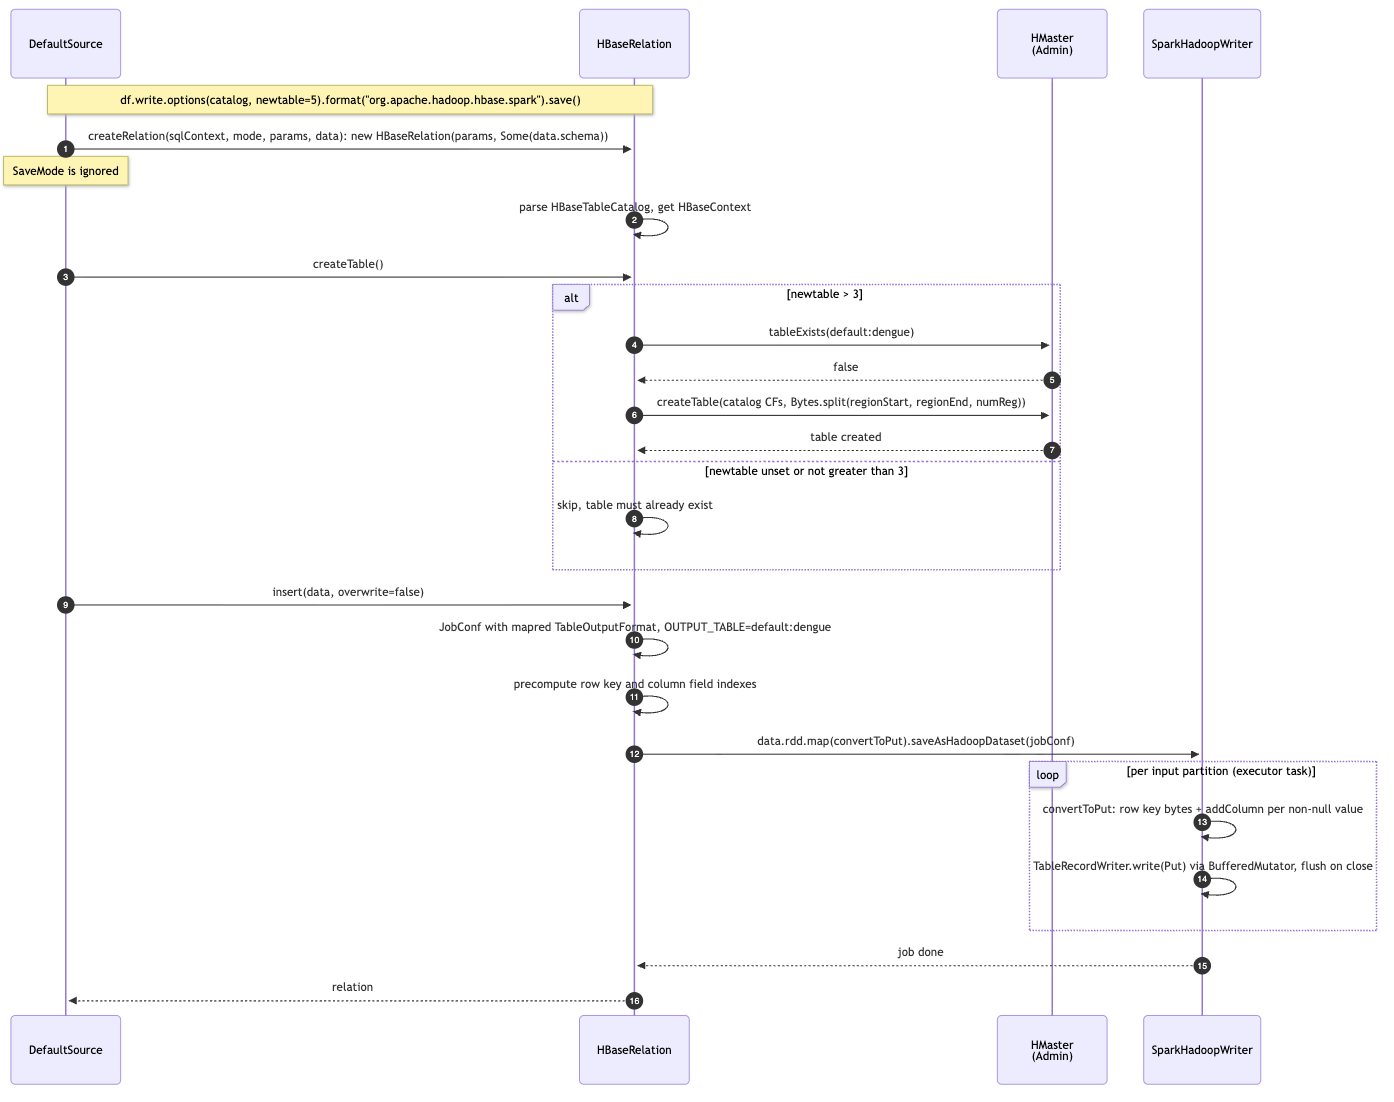 DefaultSource
HBaseRelation
HMaster
(Admin)
SparkHadoopWriter
df.write.options(catalog, newtable=5).format("org.apache.hadoop.hbase.spark").save()
createRelation(sqlContext, mode, params, data): new HBaseRelation(params, Some(data.schema))
1
SaveMode is ignored
parse HBaseTableCatalog, get HBaseContext
2
createTable()
3
alt
[newtable > 3]
tableExists(default:dengue)
4
false
5
createTable(catalog CFs, Bytes.split(regionStart, regionEnd, numReg))
6
table created
7
[newtable unset or not greater than 3]
skip, table must already exist
8
insert(data, overwrite=false)
9
JobConf with mapred TableOutputFormat, OUTPUT_TABLE=default:dengue
10
precompute row key and column field indexes
11
data.rdd.map(convertToPut).saveAsHadoopDataset(jobConf)
12
loop
[per input partition (executor task)]
convertToPut: row key bytes + addColumn per non-null value
13
TableRecordWriter.write(Put) via BufferedMutator, flush on close
14
job done
15
relation
16
DefaultSource
HBaseRelation
HMaster
(Admin)
SparkHadoopWriter